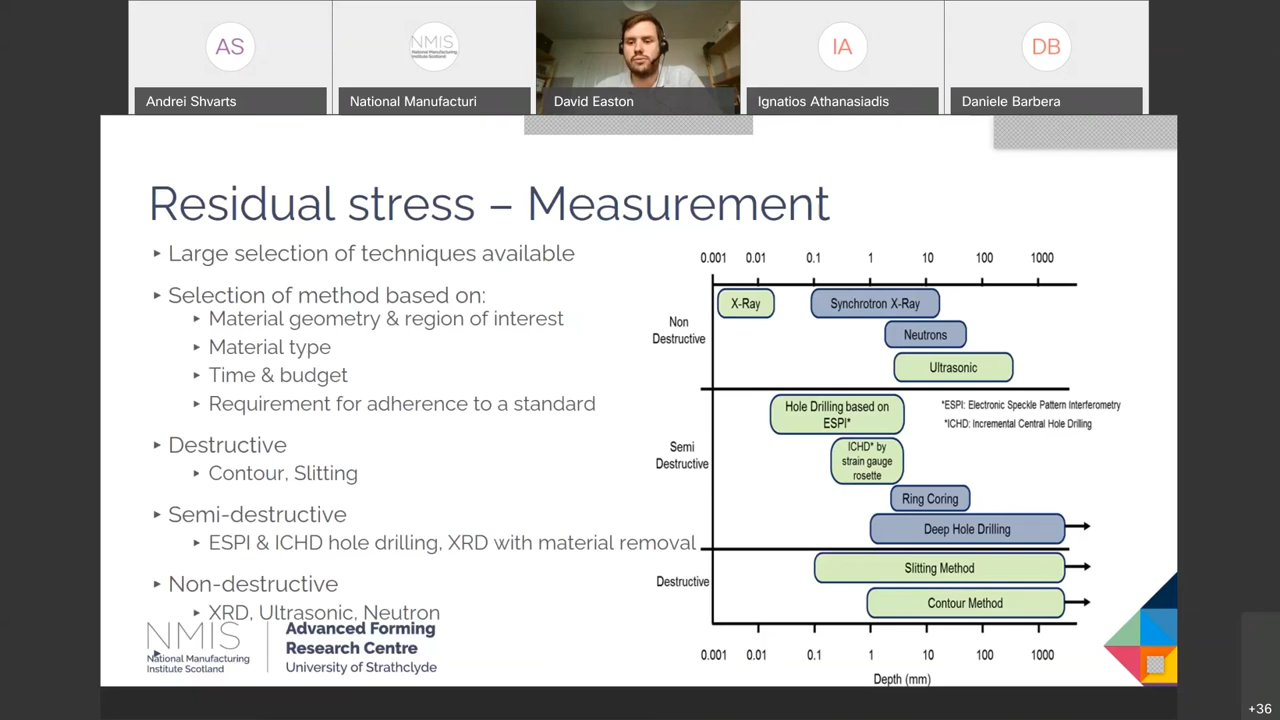 AS
NMIS
National Manufacturing
Institute Scotland
IA
DB
Andrei Shvarts
National Manufacturi
David Easton
Ignatios Athanasiadis
Daniele Barbera
Residual stress – Measurement
Large selection of techniques available
Selection of method based on:
Material geometry & region of interest
Material type
Time & budget
Requirement for adherence to a standard
Destructive
Contour, Slitting
Semi-destructive
ESPI & ICHD hole drilling, XRD with material removal
Non-destructive
XRD, Ultrasonic, Neutron
0.001 0.01 0.1 1 10 100 1000
Non
Destructive
X-Ray
Synchrotron X-Ray
Neutrons
Ultrasonic
Semi
Destructive
Hole Drilling based on
ESPI*
*ESPI: Electronic Speckle Pattern Interferometry
*ICHD: Incremental Central Hole Drilling
ICHD* by
strain gauge
rosette
Ring Coring
Deep Hole Drilling
Destructive
Slitting Method
Contour Method
0.001 0.01 0.1 1 10 100 1000
Depth (mm)
NMIS
National Manufacturing
Institute Scotland
Advanced Forming
Research Centre
University of Strathclyde
+36